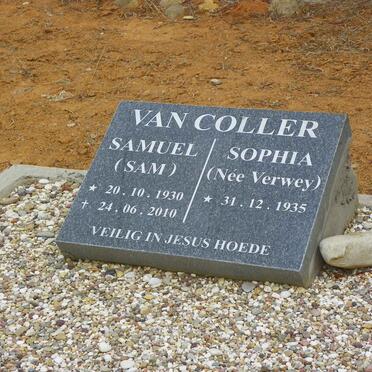 VAN COLLER
SAMUEL
(SAM)
★ 20.10.1930
✝ 24.06.2010
SOPHIA
(Née Verwey)
★ 31.12.1935
VEILIG IN JESUS HOEDE